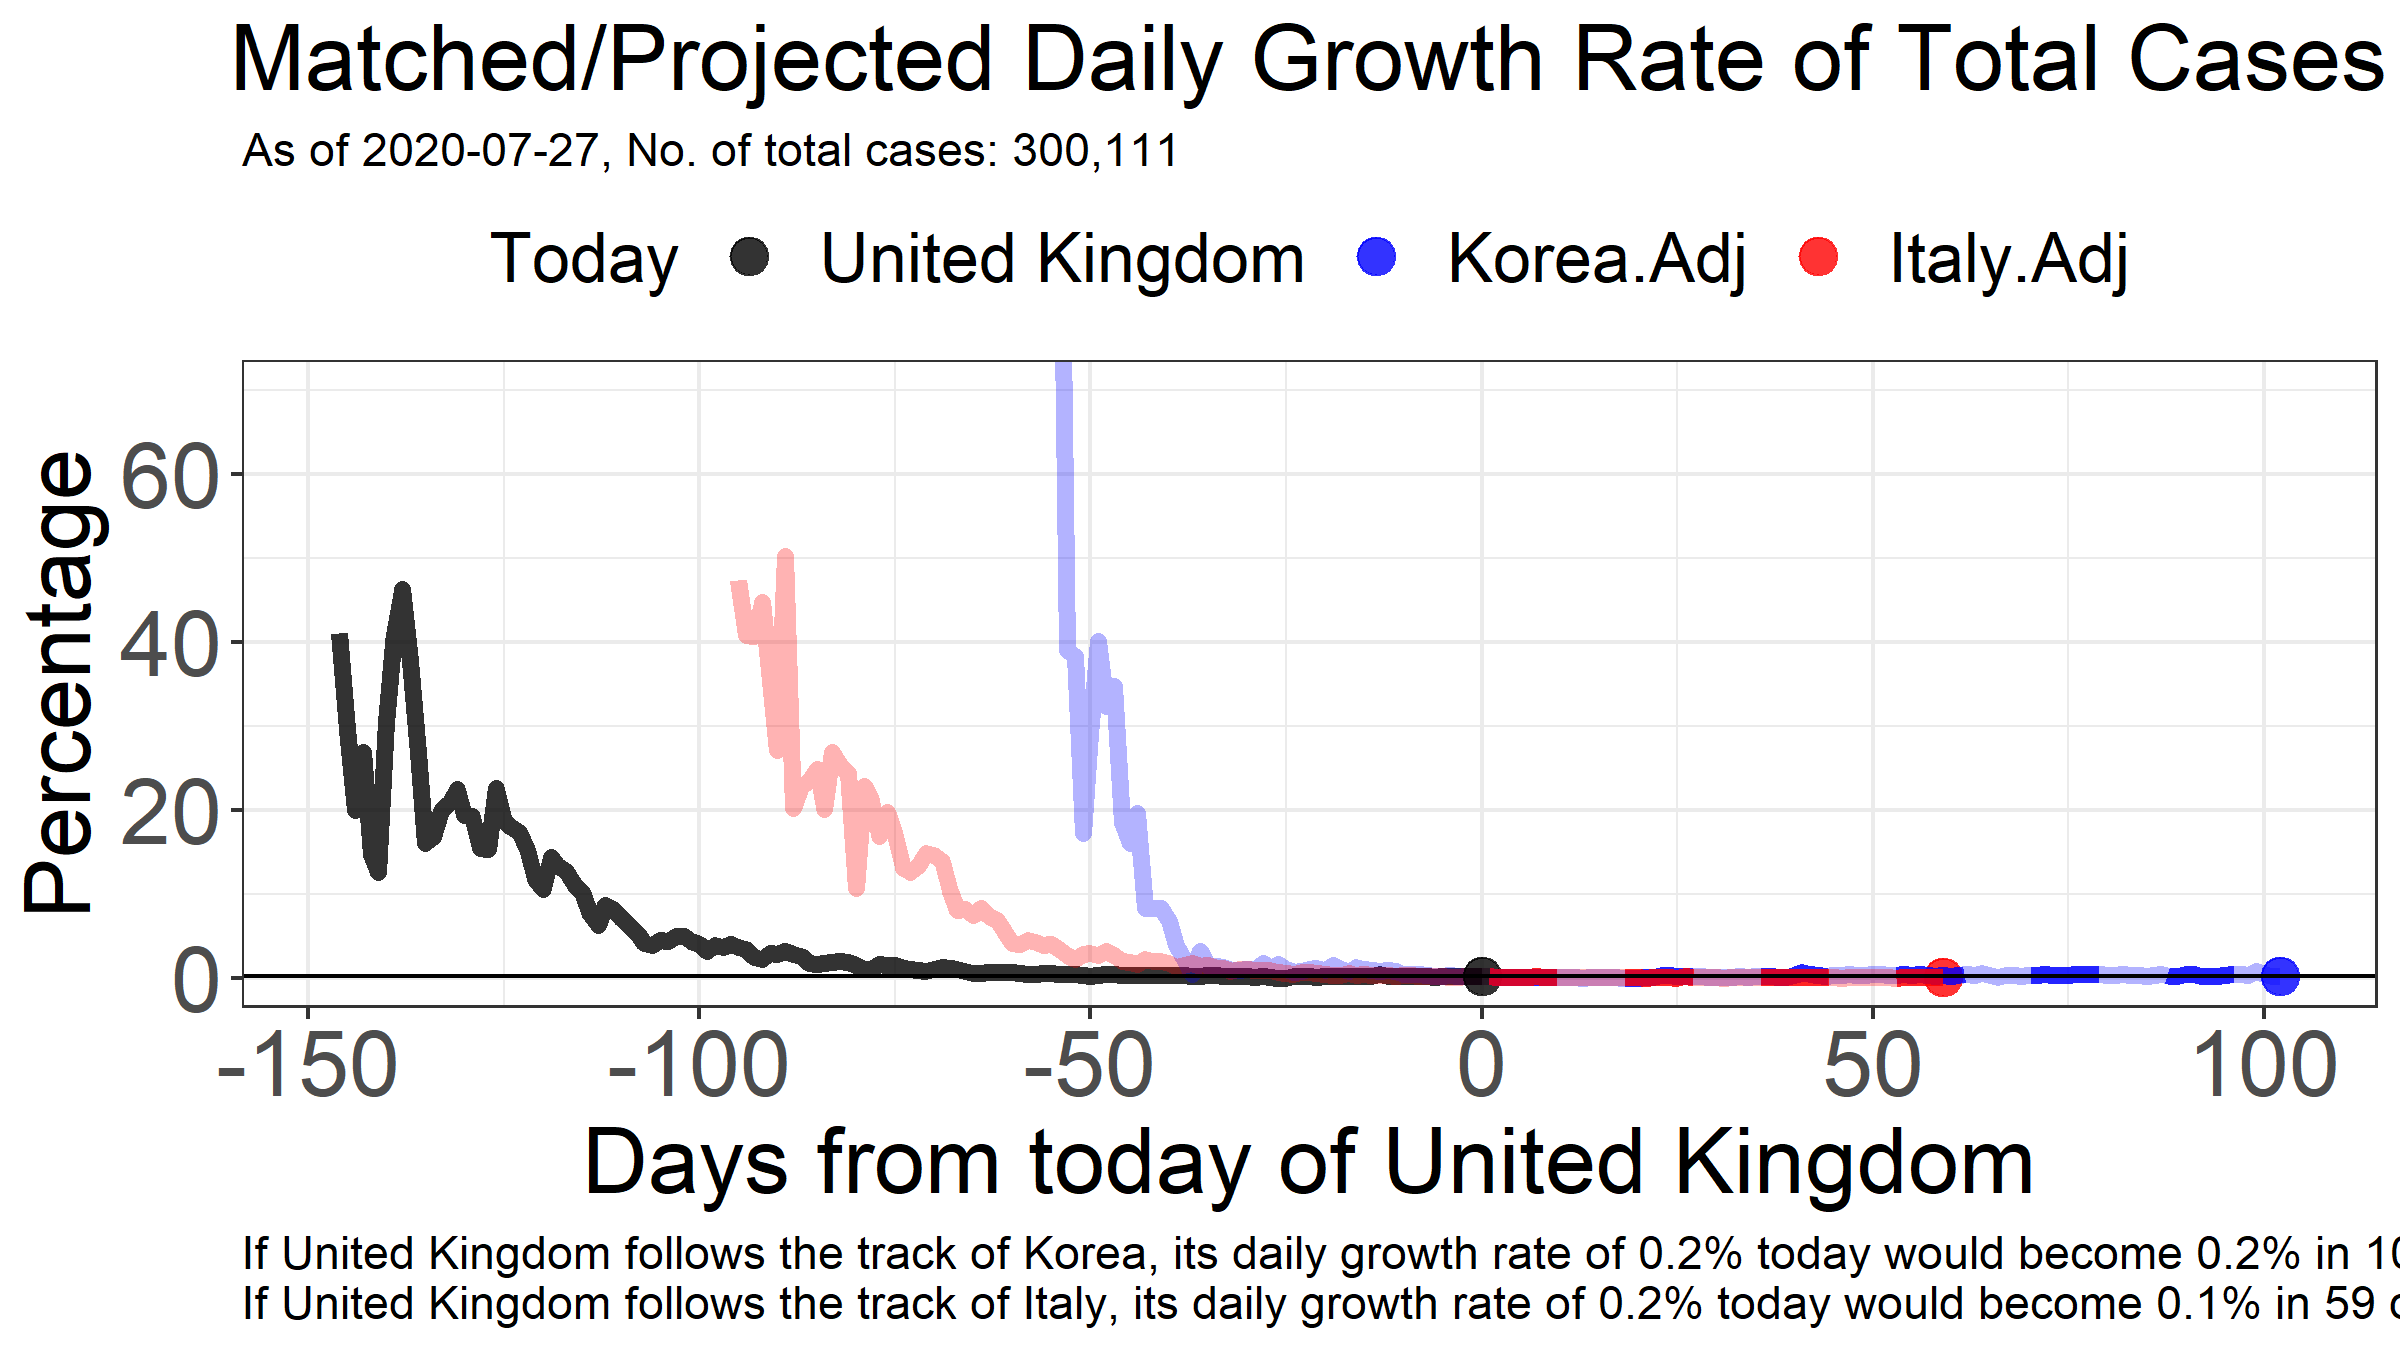 Matched/Projected Daily Growth Rate of Total Cases
As of 2020-07-27, No. of total cases: 300,111
Today United Kingdom Korea.Adj Italy.Adj
Percentage
60
40
20
0
-150 -100 -50 0 50 100
Days from today of United Kingdom
If United Kingdom follows the track of Korea, its daily growth rate of 0.2% today would become 0.2% in
If United Kingdom follows the track of Italy, its daily growth rate of 0.2% today would become 0.1% in 59